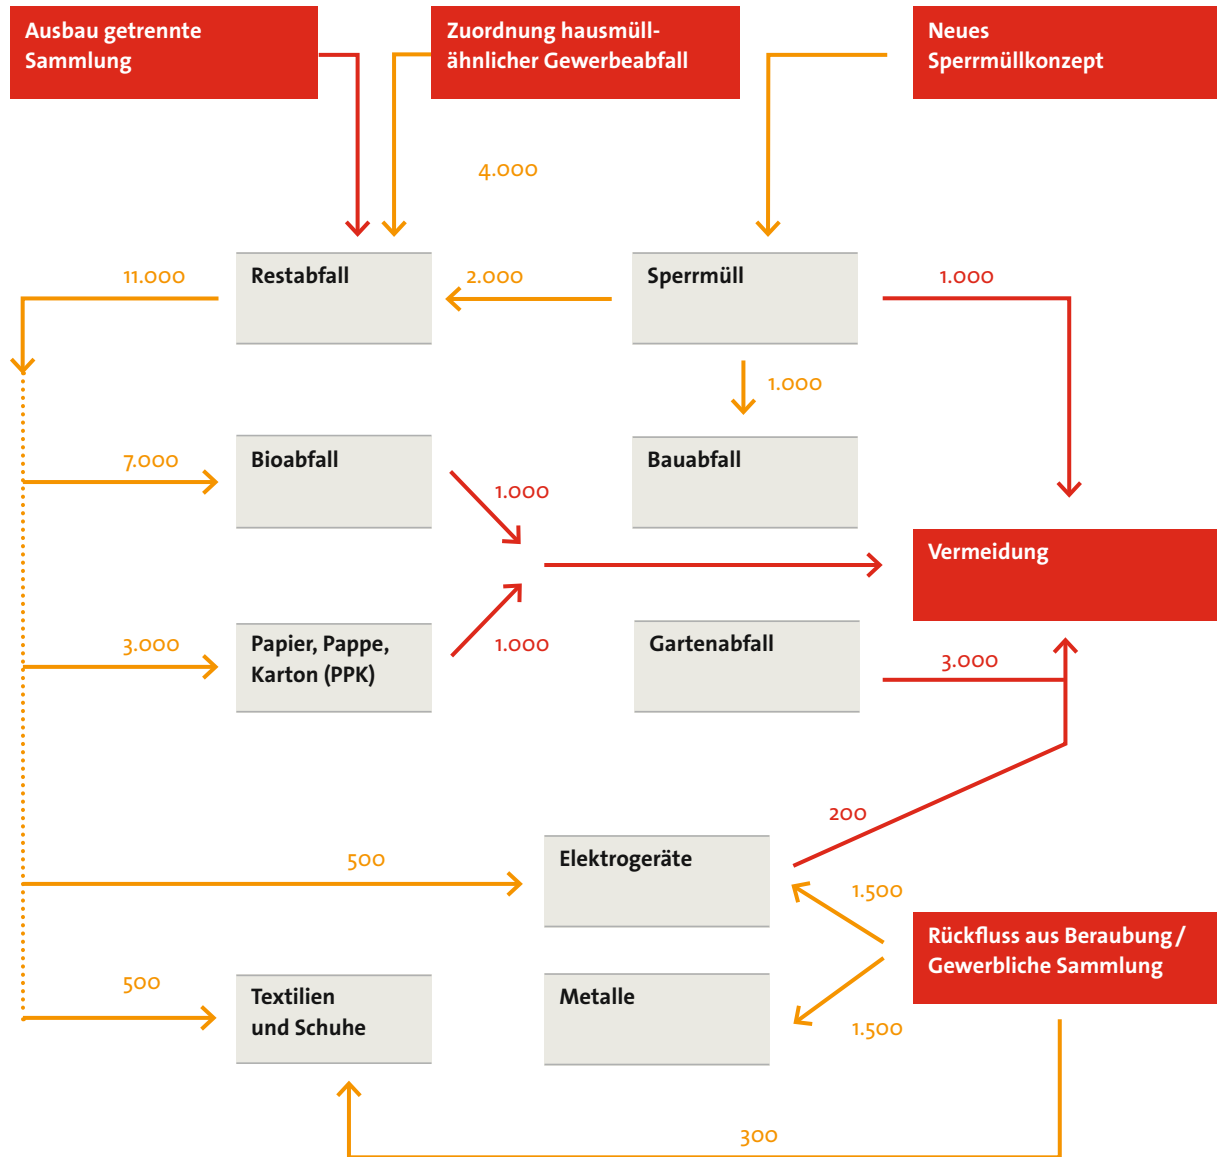 Ausbau getrennte
Sammlung
Zuordnung hausmüll-
ähnlicher Gewerbeabfall
Neues
Sperrmüllkonzept
4.000
11.000
Restabfall
2.000
Sperrmüll
1.000
1.000
7.000
Bioabfall
1.000
Bauabfall
Vermeidung
3.000
Papier, Pappe,
Karton (PPK)
1.000
Gartenabfall
3.000
200
500
Elektrogeräte
1.500
Rückfluss aus Beraubung /
Gewerbliche Sammlung
500
Textilien
und Schuhe
Metalle
1.500
300